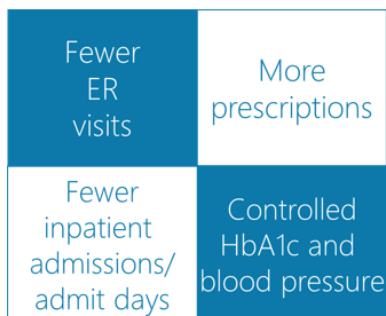 Fewer
ER
visits
More
prescriptions
Fewer
inpatient
admissions/
admit days
Controlled
HbA1c and
blood pressure